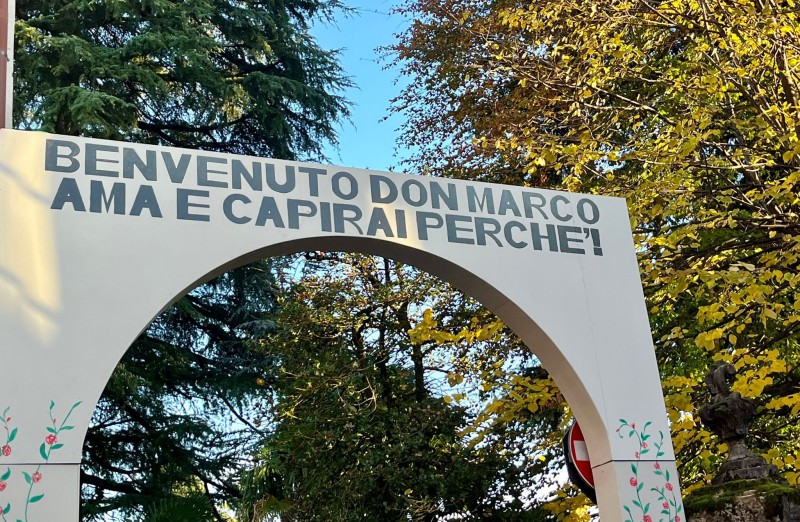 BENVENUTO DON MARCO
AMA E CAPIRAI PERCHE'!